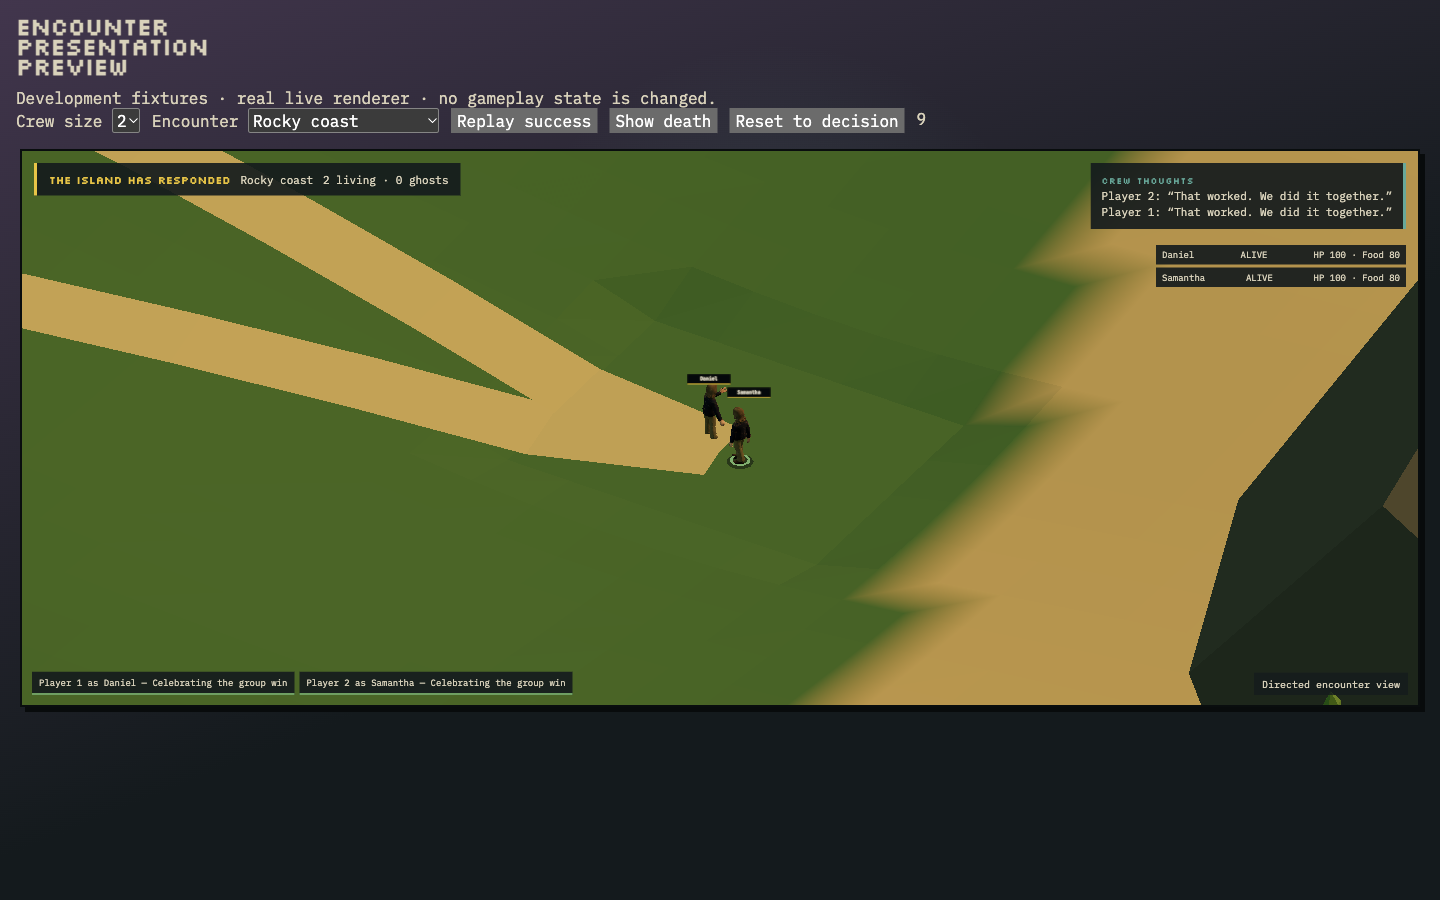 ENCOUNTER
PRESENTATION
PREVIEW
Development fixtures · real live renderer · no gameplay state is changed.
Crew size 2 Encounter Rocky coast Replay success Show death Reset to decision 9
THE ISLAND HAS RESPONDED Rocky coast 2 living · 0 ghosts
CREW THOUGHTS
Player 2: “That worked. We did it together.”
Player 1: “That worked. We did it together.”
Daniel ALIVE HP 100 · Food 80
Samantha ALIVE HP 100 · Food 80
Daniel
Samantha
Player 1 as Daniel — Celebrating the group win
Player 2 as Samantha — Celebrating the group win
Directed encounter view